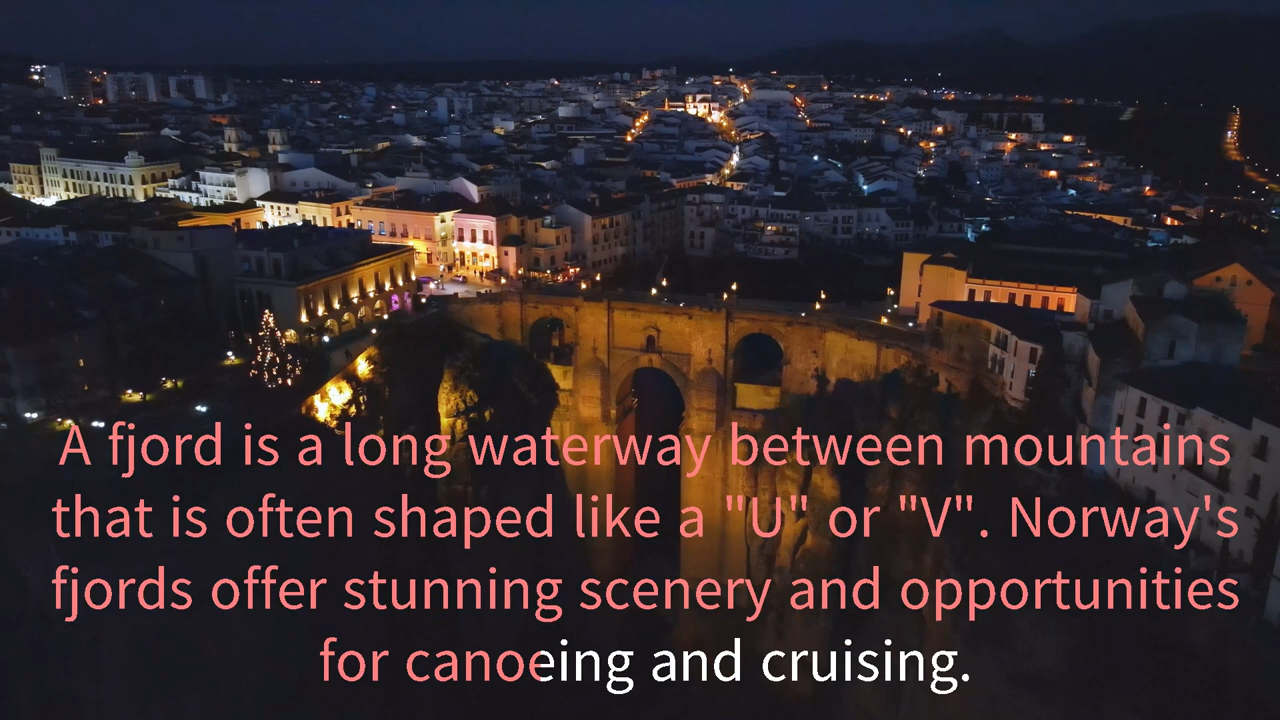 A fjord is a long waterway between mountains
that is often shaped like a "U" or "V". Norway's
fjords offer stunning scenery and opportunities
for canoeing and cruising.